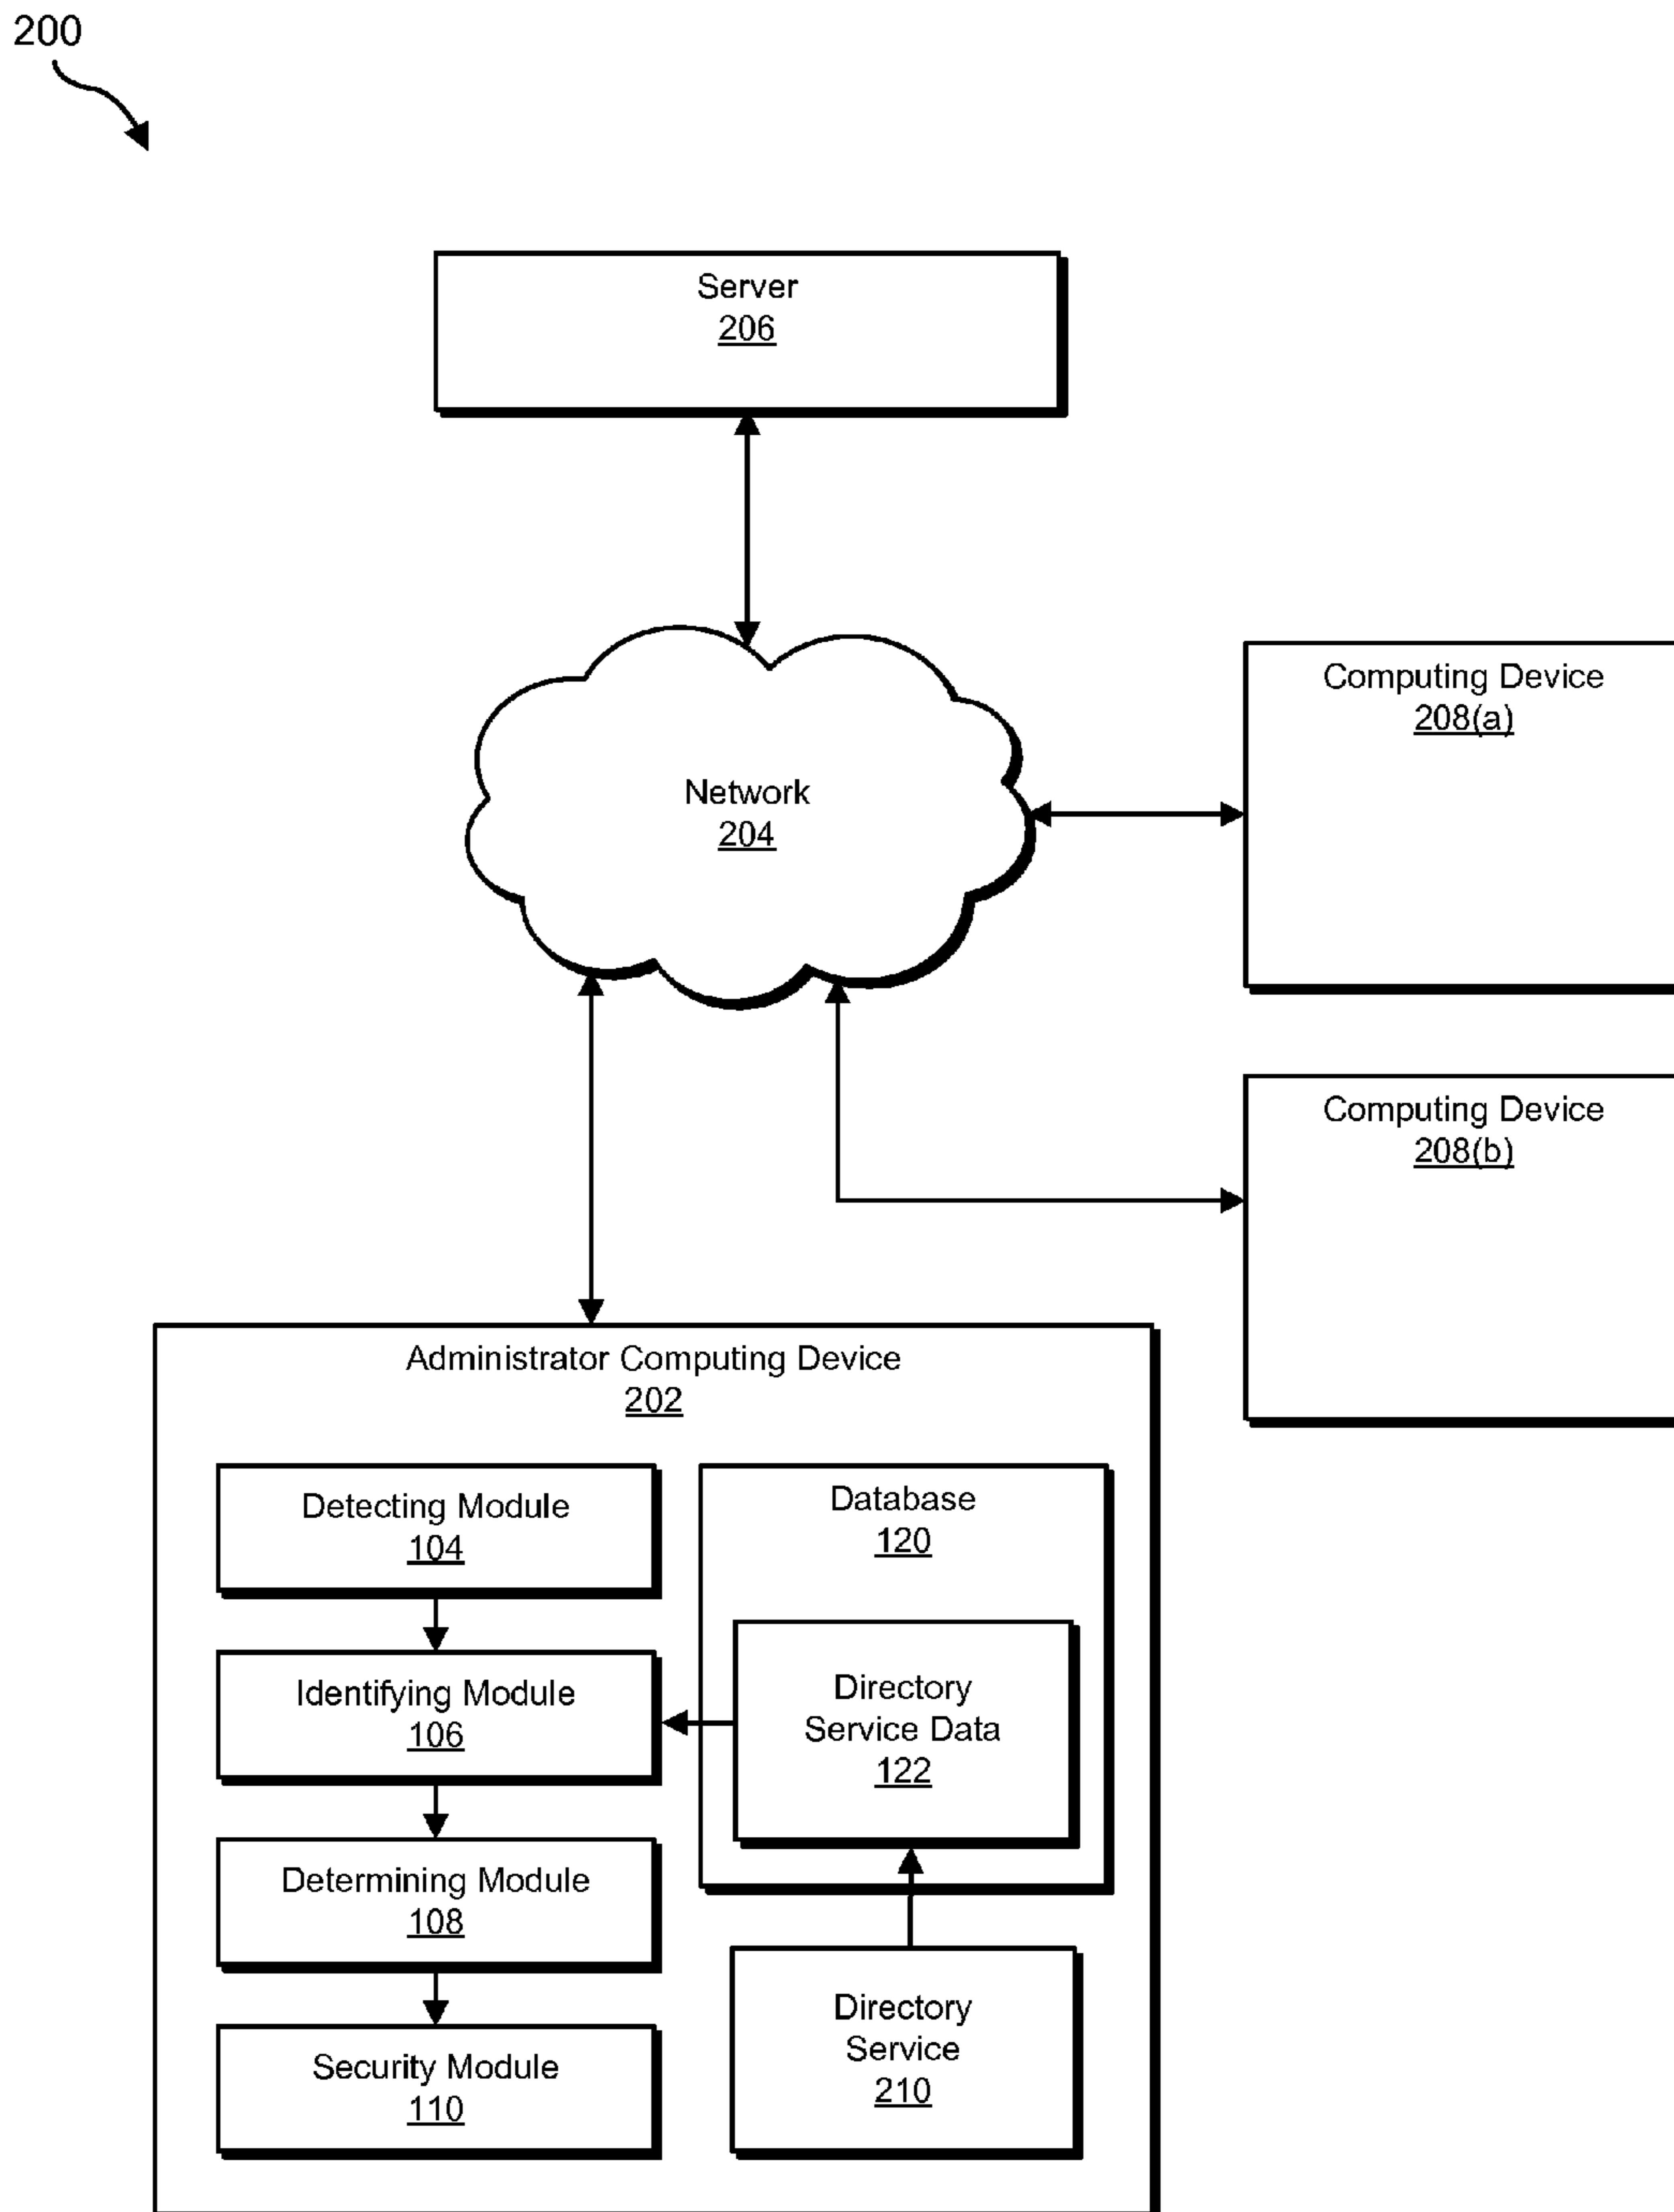 200
Server
206
Network
204
Computing Device
208(a)
Computing Device
208(b)
Administrator Computing Device
202
Detecting Module
104
Identifying Module
106
Determining Module
108
Security Module
110
Database
120
Directory
Service Data
122
Directory
Service
210